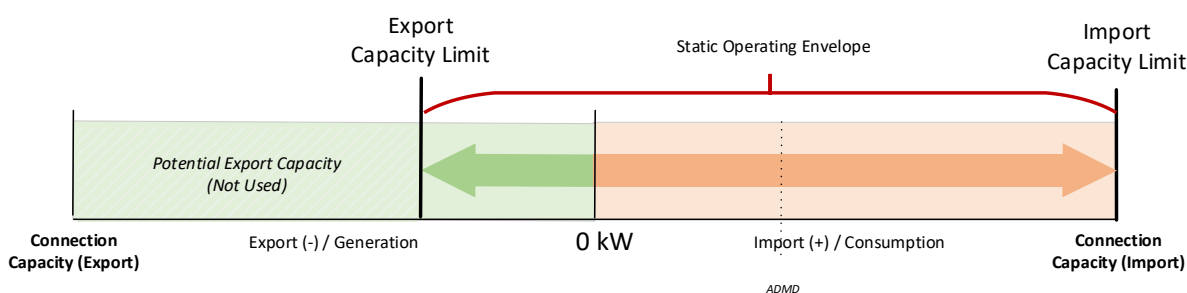 Export
Capacity Limit
Static Operating Envelope
Import
Capacity Limit
Potential Export Capacity
(Not Used)
Connection
Capacity (Export)
Export (-) / Generation
0 kW
Import (+) / Consumption
Connection
Capacity (Import)
ADMD